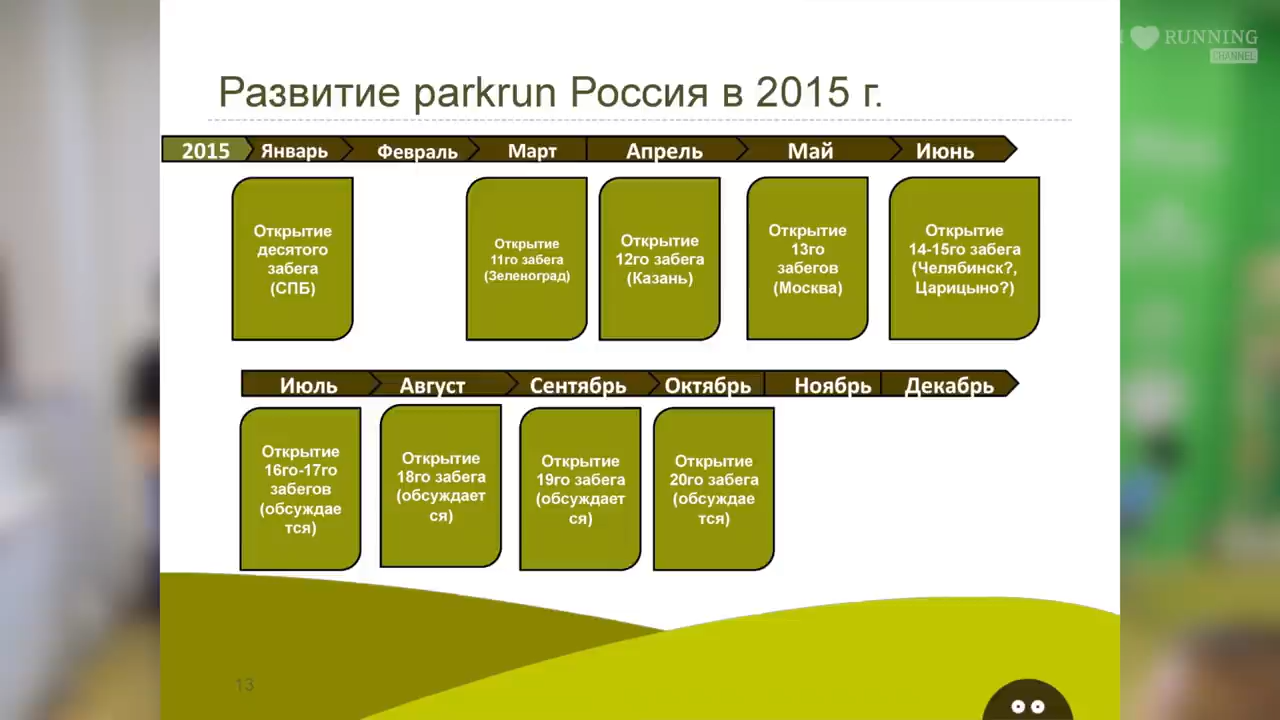 RUNNING
CHANNEL
Развитие parkrun Россия в 2015 г.
2015 Январь Февраль Март Апрель Май Июнь
Открытие
десятого
забега
(СПБ)
Открытие
11го забега
(Зеленоград)
Открытие
12го забега
(Казань)
Открытие
13го
забегов
(Москва)
Открытие
14-15го забега
(Челябинск?,
Царицыно?)
Июль Август Сентябрь Октябрь Ноябрь Декабрь
Открытие
16го-17го
забегов
(обсуждае
тся)
Открытие
18го забега
(обсуждает
ся)
Открытие
19го забега
(обсуждает
ся)
Открытие
20го забега
(обсуждае
тся)
13